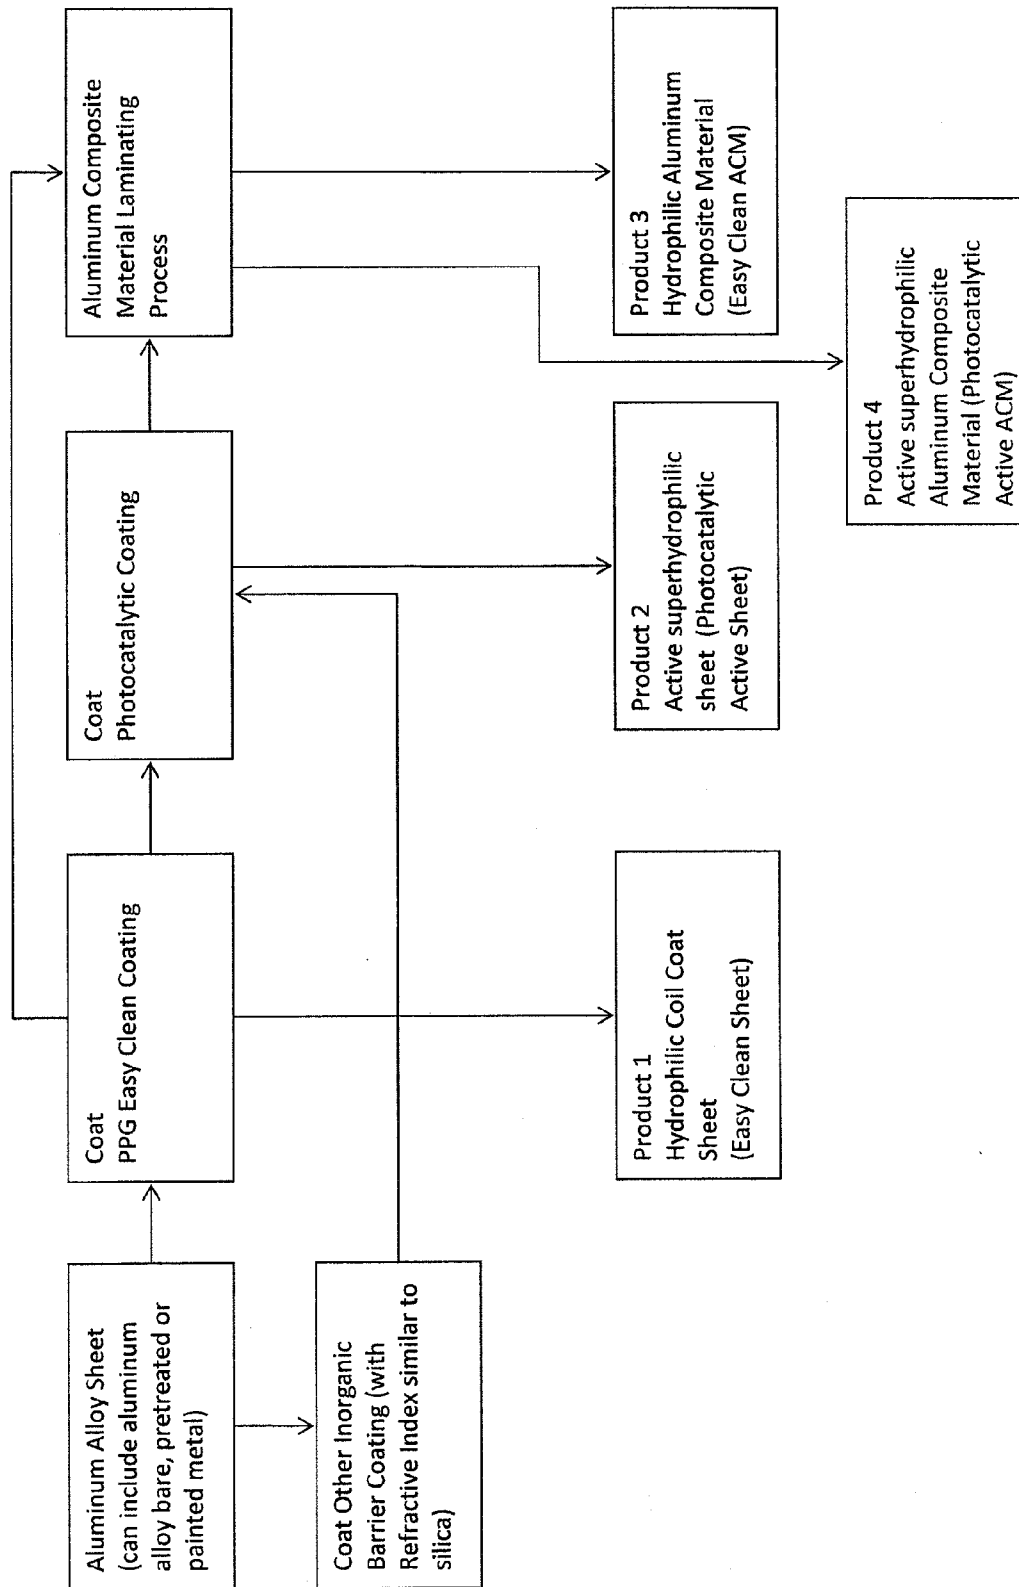 Aluminum Alloy Sheet
(can include aluminum
alloy bare, pretreated or
painted metal)
Coat
PPG Easy Clean Coating
Coat
Photocatalytic Coating
Aluminum Composite
Material Laminating
Process
Coat Other Inorganic
Barrier Coating (with
Refractive Index similar to
silica)
Product 1
Hydrophilic Coil Coat
Sheet
(Easy Clean Sheet)
Product 2
Active superhydrophilic
sheet (Photocatalytic
Active Sheet)
Product 3
Hydrophilic Aluminum
Composite Material
(Easy Clean ACM)
Product 4
Active superhydrophilic
Aluminum Composite
Material (Photocatalytic
Active ACM)